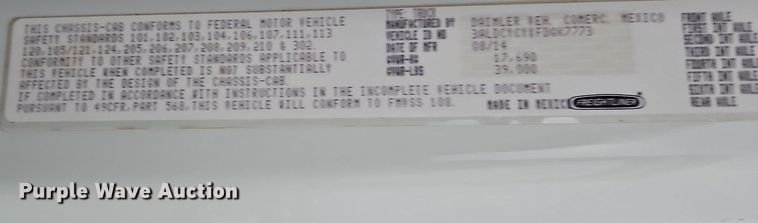 THIS CHASSIS-CAB CONFORMS TO FEDERAL MOTOR VEHICLE
SAFETY STANDARDS 101,102,103,104,106,107,111,113
120,105/121,124,205,206,207,208,209,210 & 302.
CONFORMITY TO OTHER SAFETY STANDARDS APPLICABLE TO
THIS VEHICLE WHEN COMPLETED IS NOT SUBSTANTIALLY
AFFECTED BY THE DESIGN OF THE CHASSIS-CAB.
IF COMPLETED IN ACCORDANCE WITH INSTRUCTIONS IN THE INCOMPLETE VEHICLE DOCUMENT
PURSUANT TO 49CFR,PART 568,THIS VEHICLE WILL CONFORM TO FMVSS 108.
TYPE: TRUCK
MANUFACTURED BY DAIMLER VEH. COMERC. MEXICO
VEHICLE ID NO
DATE OF MFR 08/14
GVWR-KG 17,690
GVWR-LBS 39,000
MADE IN MEXICO FREIGHTLINER
FRONT AXLE
FIRST INT AXLE
SECOND INT AXLE
THIRD INT AXLE
FOURTH INT AXLE
FIFTH INT AXLE
SIXTH INT AXLE
REAR AXLE
Purple Wave Auction